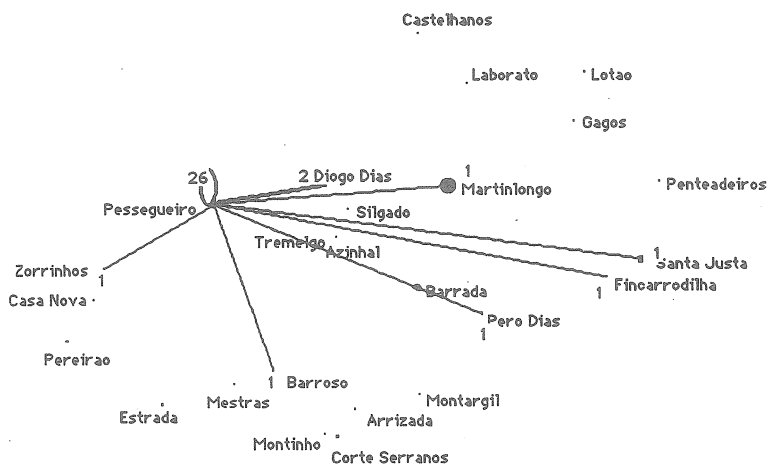 Castelhanos
Laborato
Lotao
Gagos
26
2 Diogo Dias
1
Martinlongo
Penteadeiros
Pessegueiro
Silgado
Tremelgo
Azinhal
1
Santa Justa
Zorrinhos
1
Fincarrodilha
1
Casa Nova
Barrada
Pero Dias
1
Pereirao
1 Barroso
Mestras
Montargil
Estrada
Arrizada
Montinho
Corte Serranos